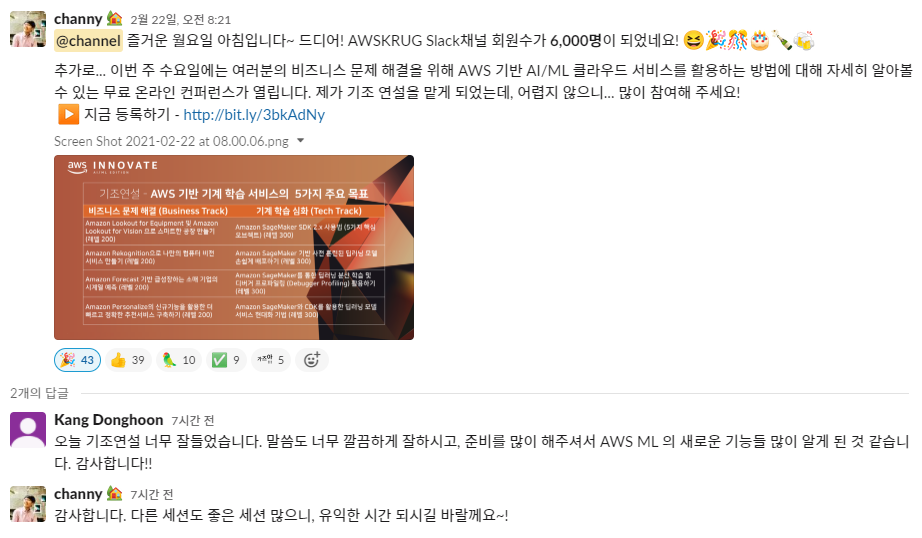 channy 2월 22일, 오전 8:21
@channel 즐거운 월요일 아침입니다~ 드디어! AWSKRUG Slack채널 회원수가 6,000명이 되었네요!
추가로... 이번 주 수요일에는 여러분의 비즈니스 문제 해결을 위해 AWS 기반 AI/ML 클라우드 서비스를 활용하는 방법에 대해 자세히 알아볼
수 있는 무료 온라인 컨퍼런스가 열립니다. 제가 기조 연설을 맡게 되었는데, 어렵지 않으니... 많이 참여해 주세요!
지금 등록하기 - http://bit.ly/3bkAdNy
Screen Shot 2021-02-22 at 08.00.06.png
aws INNOVATE
AI/ML EDITION
기조연설 - AWS 기반 기계 학습 서비스의 5가지 주요 목표
비즈니스 문제 해결 (Business Track) 기계 학습 심화 (Tech Track)
Amazon Lookout for Equipment 및 Amazon
Lookout for Vision 으로 스마트한 공장 만들기
(레벨 200)
Amazon SageMaker SDK 2.x 사용법 (5가지 핵심
오브젝트) (레벨 300)
Amazon Rekognition으로 나만의 컴퓨터 비전
서비스 만들기 (레벨 200)
Amazon SageMaker 기반 사전 훈련된 딥러닝 모델
손쉽게 배포하기 (레벨 300)
Amazon Forecast 기반 급성장하는 소매 기업의
시계열 예측 (레벨 200)
Amazon SageMaker를 통한 딥러닝 분산 학습 및
디버거 프로파일링 (Debugger Profiling) 활용하기
(레벨 300)
Amazon Personalize의 신규기능을 활용한 더
빠르고 정확한 추천서비스 구축하기 (레벨 200)
Amazon SageMaker와 CDK를 활용한 딥러닝 모델
서비스 현대화 기법 (레벨 300)
43 39 10 9 5
2개의 답글
Kang Donghoon 7시간 전
오늘 기조연설 너무 잘들었습니다. 말씀도 너무 깔끔하게 잘하시고, 준비를 많이 해주셔서 AWS ML 의 새로운 기능들 많이 알게 된 것 같습니
다. 감사합니다!!
channy 7시간 전
감사합니다. 다른 세션도 좋은 세션 많으니, 유익한 시간 되시길 바랄께요~!